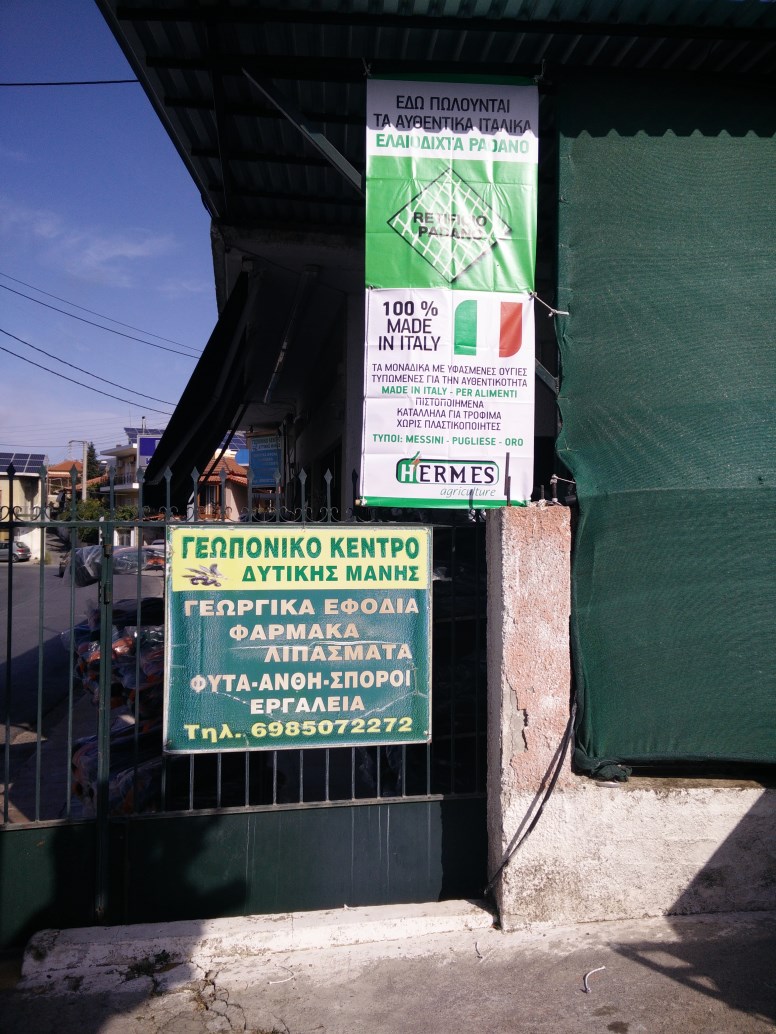 ΕΔΩ ΠΩΛΟΥΝΤΑΙ
ΤΑ ΑΥΘΕΝΤΙΚΑ ΙΤΑΛΙΚΑ
ΕΛΑΙΟΔΙΧΤΑ PADANO
RETIFICIO
PADANO
100 %
MADE
IN ITALY
ΤΑ ΜΟΝΑΔΙΚΑ ΜΕ ΥΦΑΣΜΕΝΕΣ ΟΥΓΙΕΣ
ΤΥΠΩΜΕΝΕΣ ΓΙΑ ΤΗΝ ΑΥΘΕΝΤΙΚΟΤΗΤΑ
MADE IN ITALY - PER ALIMENTI
ΠΙΣΤΟΠΟΙΗΜΕΝΑ
ΚΑΤΑΛΛΗΛΑ ΓΙΑ ΤΡΟΦΙΜΑ
ΧΩΡΙΣ ΠΛΑΣΤΙΚΟΠΟΙΗΤΕΣ
ΤΥΠΟΙ: MESSINI - PUGLIESE - ORO
HERMES
agriculture
ΓΕΩΠΟΝΙΚΟ ΚΕΝΤΡΟ
ΔΥΤΙΚΗΣ ΜΑΝΗΣ
ΓΕΩΡΓΙΚΑ ΕΦΟΔΙΑ
ΦΑΡΜΑΚΑ
ΛΙΠΑΣΜΑΤΑ
ΦΥΤΑ-ΑΝΘΗ-ΣΠΟΡΟΙ
ΕΡΓΑΛΕΙΑ
Τηλ. 6985072272